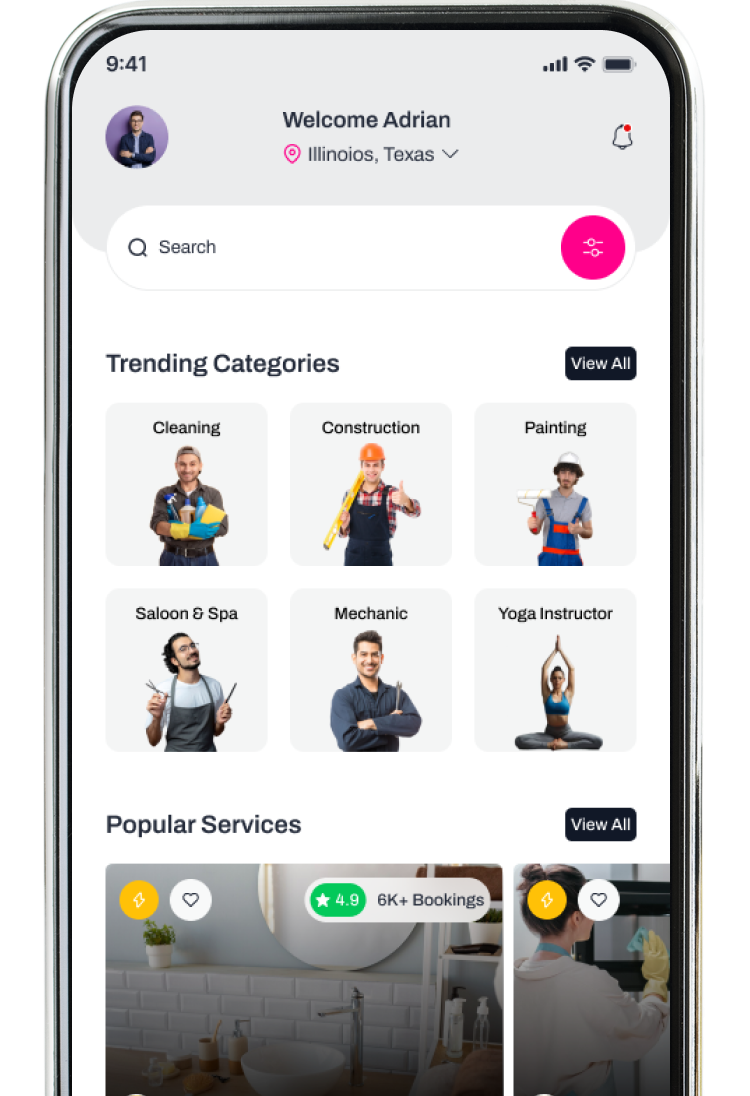 9:41
Welcome Adrian
Illinoios, Texas
Search
Trending Categories
View All
Cleaning
Construction
Painting
Saloon & Spa
Mechanic
Yoga Instructor
Popular Services
View All
4.9
6K+ Bookings